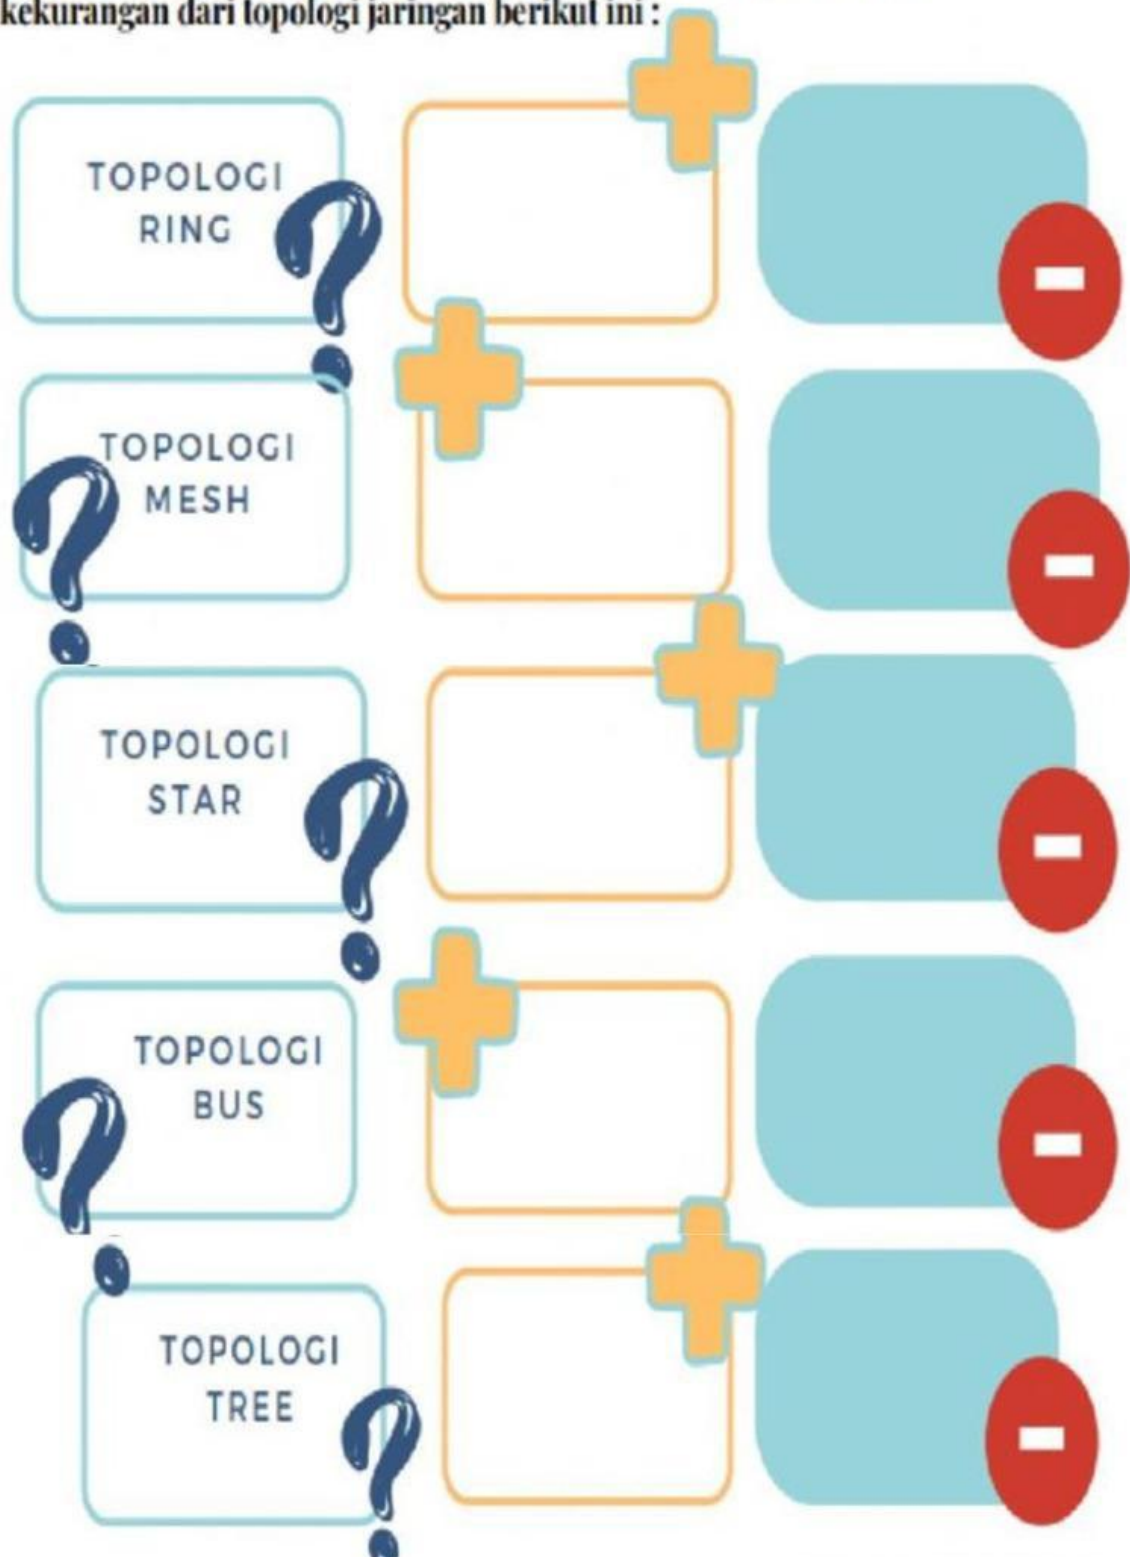 kekurangan dari topologi jaringan berikut ini :
TOPOLOGI
RING
TOPOLOGI
MESH
TOPOLOGI
STAR
TOPOLOGI
BUS
TOPOLOGI
TREE